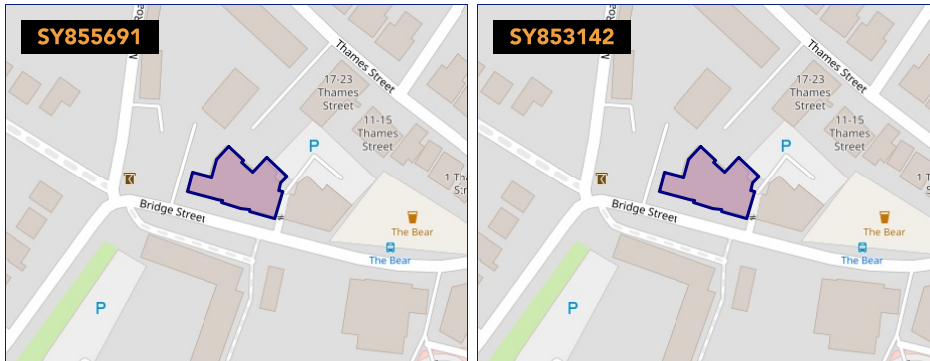 SY855691
Thames Street
17-23
Thames
Street
11-15
Thames
Street
P
Bridge Street
The Bear
The Bear
P
SY853142
Thames Street
17-23
Thames
Street
11-15
Thames
Street
P
Bridge Street
The Bear
The Bear
P